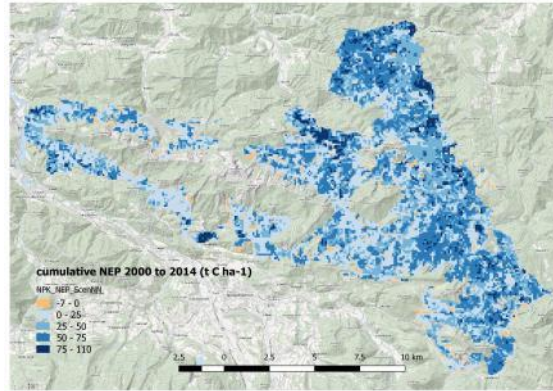 cumulative NEP 2000 to 2014 (t C ha-1)
NPK_NEP_ScenNN_
-7 - 0
0 - 25
25 - 50
50 - 75
75 - 110
2.5 0 2.5 5 7.5 10 km